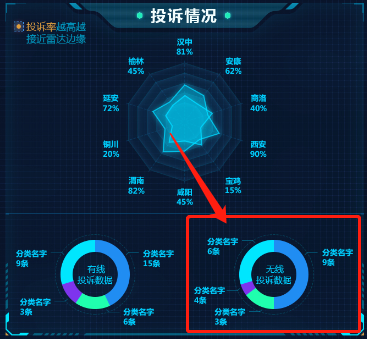 投诉情况
投诉率越高越
接近雷达边缘
汉中
81%
榆林
45%
安康
62%
延安
72%
商洛
40%
铜川
20%
西安
90%
渭南
82%
宝鸡
15%
咸阳
45%
分类名字
9条
分类名字
15条
有线
投诉数据
分类名字
3条
分类名字
6条
分类名字
6条
分类名字
9条
无线
投诉数据
分类名字
4条
分类名字
3条